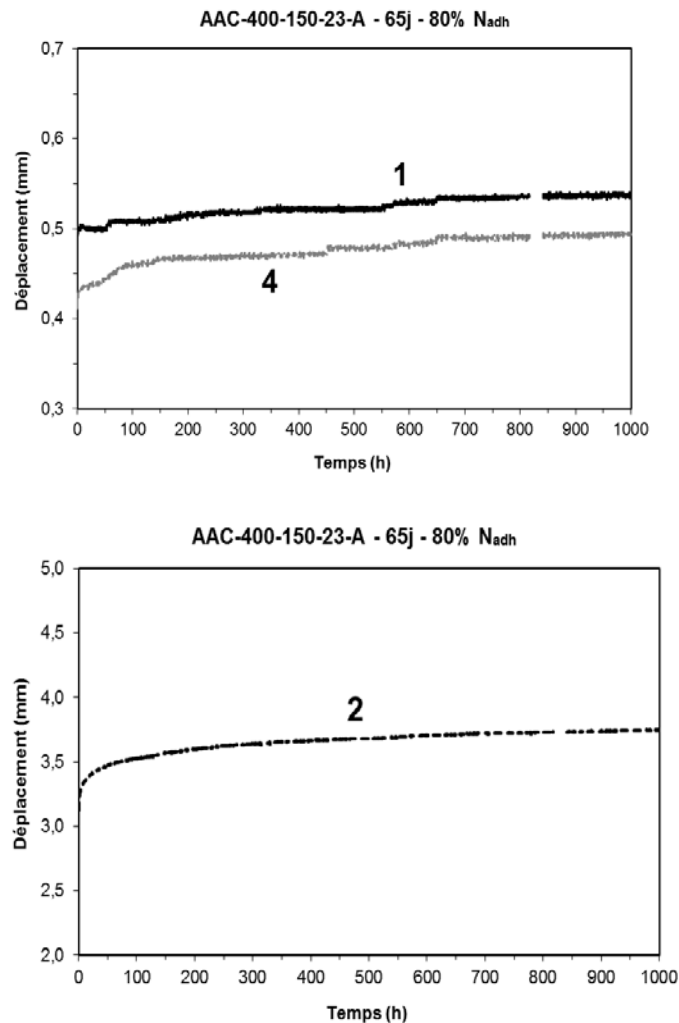 AAC-400-150-23-A - 65j - 80% Nadh
0,7
0,6
0,5
0,4
0,3
Déplacement (mm)
1
4
0 100 200 300 400 500 600 700 800 900 1000
Temps (h)
AAC-400-150-23-A - 65j - 80% Nadh
5,0
4,5
4,0
3,5
3,0
2,5
2,0
Déplacement (mm)
2
0 100 200 300 400 500 600 700 800 900 1000
Temps (h)